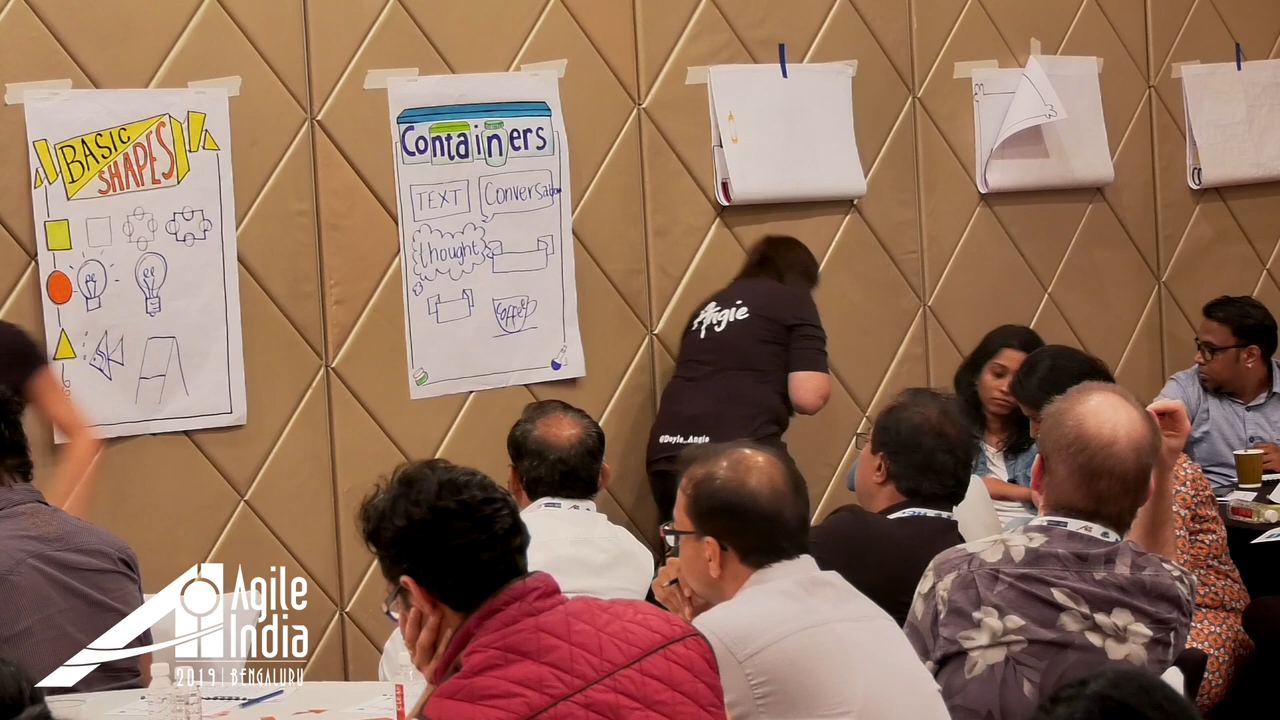 BASIC
SHAPES
Containers
TEXT
Conversation
thought
coffee
Angie
@Doyle_Angie
Agile
India
2019 | BENGALURU